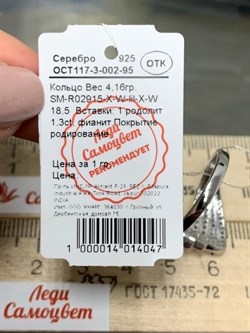 Серебро 925
ОСТ117-3-002-95
ОТК
Кольцо Вес 4.16гр.
SM-R02915-X-W-lil-X-W
18.5 Вставки: 1 родолит
1.3ct. фианит Покрытие
родирование
Цена за 1 гр.
Цена
Леди Самоцвет
РЕКОМЕНДУЕТ
INDIA
1 000014 014047
Леди
Самоцвет
ГОСТ 17435-72